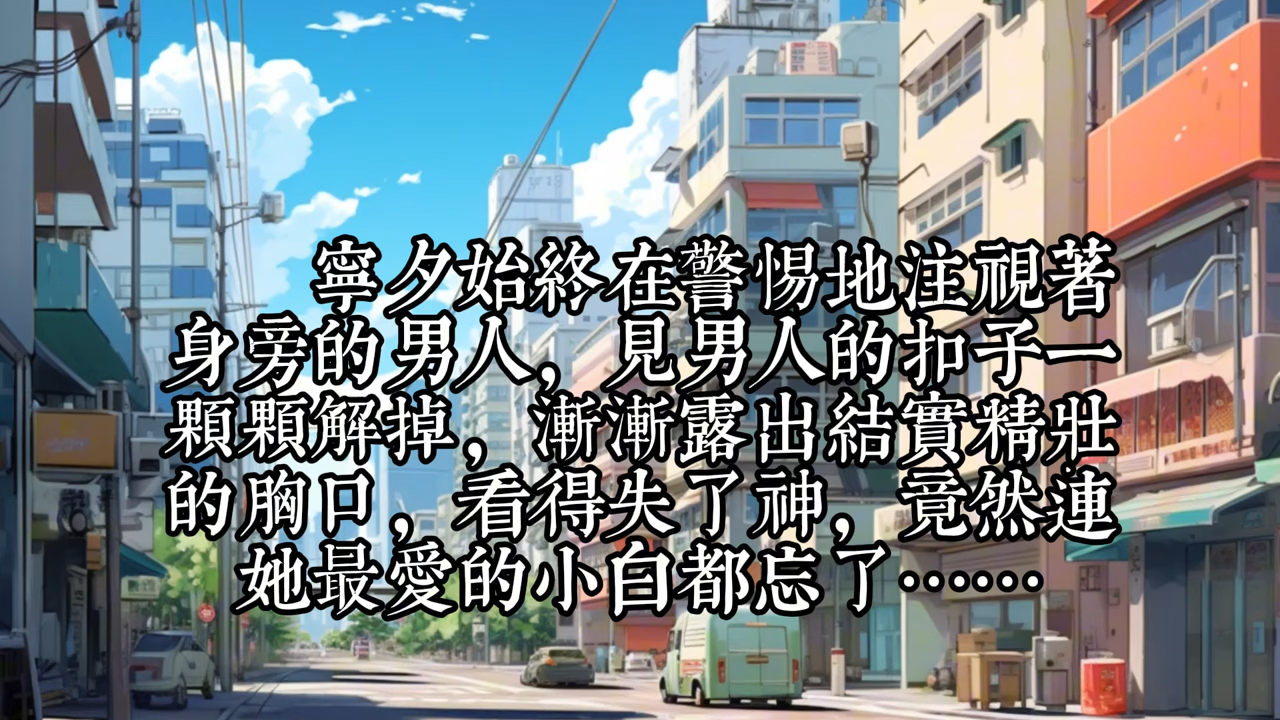 寧夕始終在警惕地注視著
身旁的男人，見男人的扣子一
顆顆解掉，漸漸露出結實精壯
的胸口，看得失了神，竟然連
她最愛的小白都忘了……